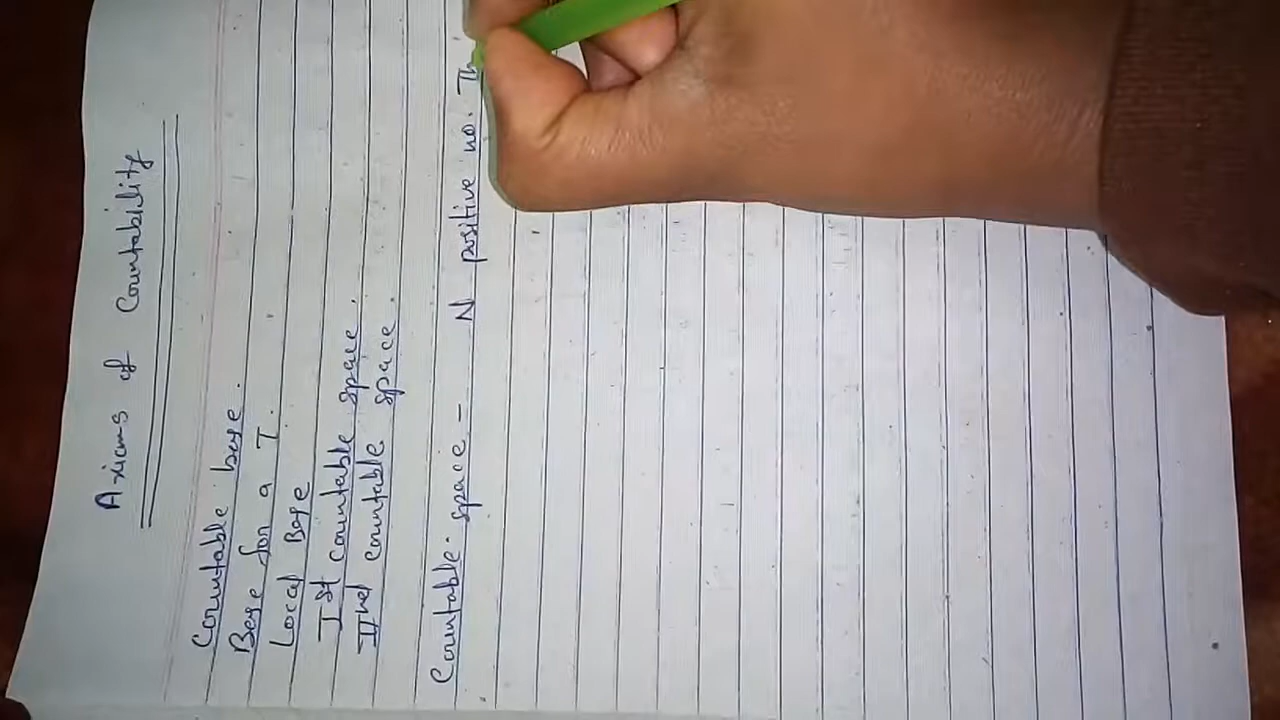 Axioms of Countability
Countable base.
Base for a T.
Local Base
Ist countable space.
IInd countable space.
Countable space - N positive no. Th